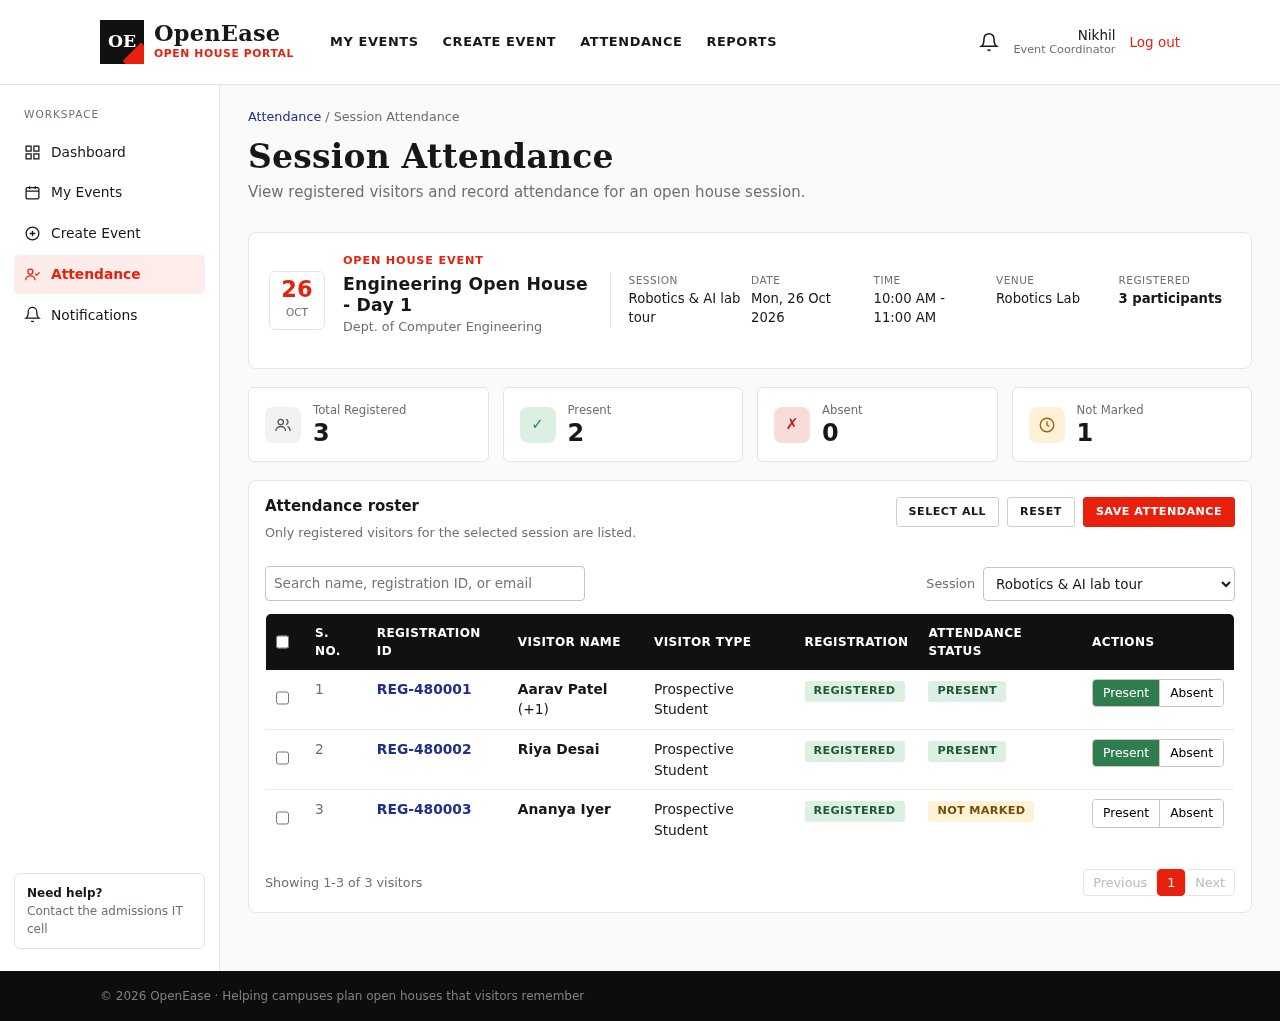 OE
OpenEase
OPEN HOUSE PORTAL
MY EVENTS
CREATE EVENT
ATTENDANCE
REPORTS
Nikhil
Event Coordinator
Log out
WORKSPACE
Dashboard
My Events
Create Event
Attendance
Notifications
Need help?
Contact the admissions IT
cell
Attendance / Session Attendance
Session Attendance
View registered visitors and record attendance for an open house session.
26
OCT
OPEN HOUSE EVENT
Engineering Open House
- Day 1
Dept. of Computer Engineering
SESSION
Robotics & AI lab
tour
DATE
Mon, 26 Oct
2026
TIME
10:00 AM -
11:00 AM
VENUE
Robotics Lab
REGISTERED
3 participants
Total Registered
3
✓
Present
2
✗
Absent
0
Not Marked
1
Attendance roster
Only registered visitors for the selected session are listed.
SELECT ALL
RESET
SAVE ATTENDANCE
Search name, registration ID, or email
Session
Robotics & AI lab tour
S.
NO.
REGISTRATION
ID
VISITOR NAME
VISITOR TYPE
REGISTRATION
ATTENDANCE
STATUS
ACTIONS
1
REG-480001
Aarav Patel
(+1)
Prospective
Student
REGISTERED
PRESENT
Present
Absent
2
REG-480002
Riya Desai
Prospective
Student
REGISTERED
PRESENT
Present
Absent
3
REG-480003
Ananya Iyer
Prospective
Student
REGISTERED
NOT MARKED
Present
Absent
Showing 1-3 of 3 visitors
Previous
1
Next
© 2026 OpenEase · Helping campuses plan open houses that visitors remember